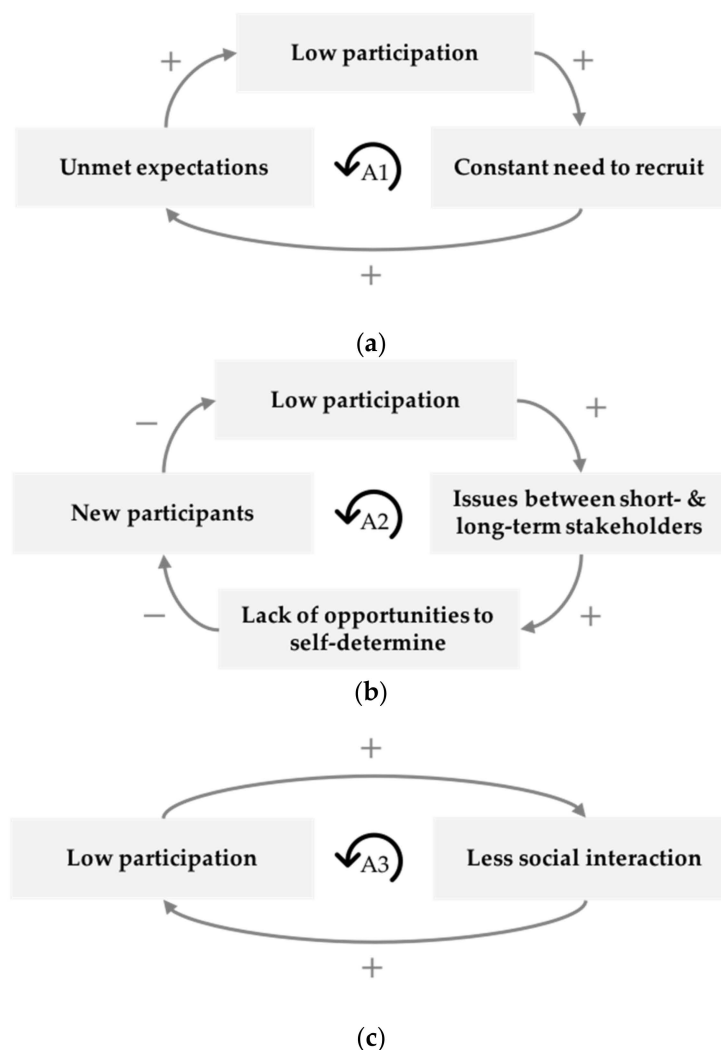 Low participation
+
+
Unmet expectations
A1
Constant need to recruit
+
(a)
Low participation
−
+
New participants
A2
Issues between short- &
long-term stakeholders
−
Lack of opportunities to
self-determine
+
(b)
+
Low participation
A3
Less social interaction
+
(c)